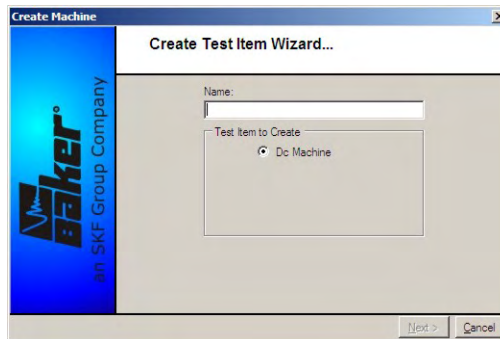 Create Machine
Create Test Item Wizard...
Name:
Test Item to Create
Dc Machine
BAKER
an SKF Group Company
Next >
Cancel